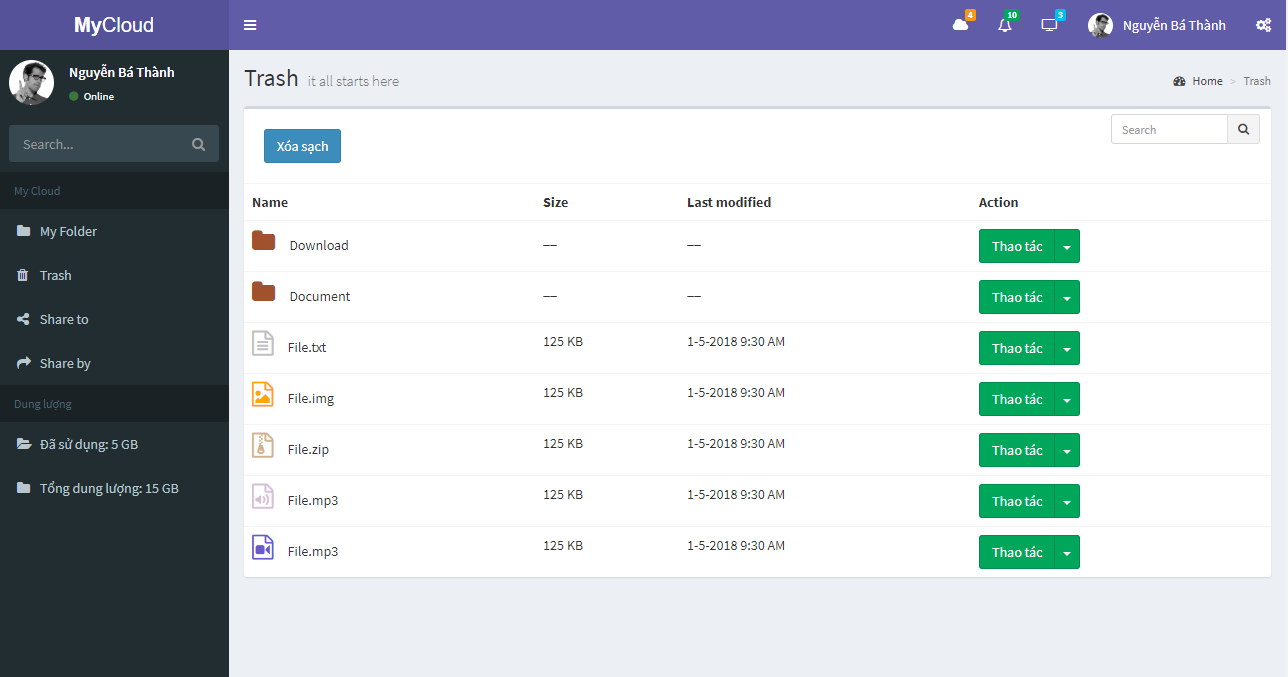 MyCloud
4
10
3
Nguyễn Bá Thành
Nguyễn Bá Thành
Online
Search...
My Cloud
My Folder
Trash
Share to
Share by
Dung lượng
Đã sử dụng: 5 GB
Tổng dung lượng: 15 GB
Trash it all starts here
Home > Trash
Xóa sạch
Search
Name Size Last modified Action
Download — — Thao tác
Document — — Thao tác
File.txt 125 KB 1-5-2018 9:30 AM Thao tác
File.img 125 KB 1-5-2018 9:30 AM Thao tác
File.zip 125 KB 1-5-2018 9:30 AM Thao tác
File.mp3 125 KB 1-5-2018 9:30 AM Thao tác
File.mp3 125 KB 1-5-2018 9:30 AM Thao tác